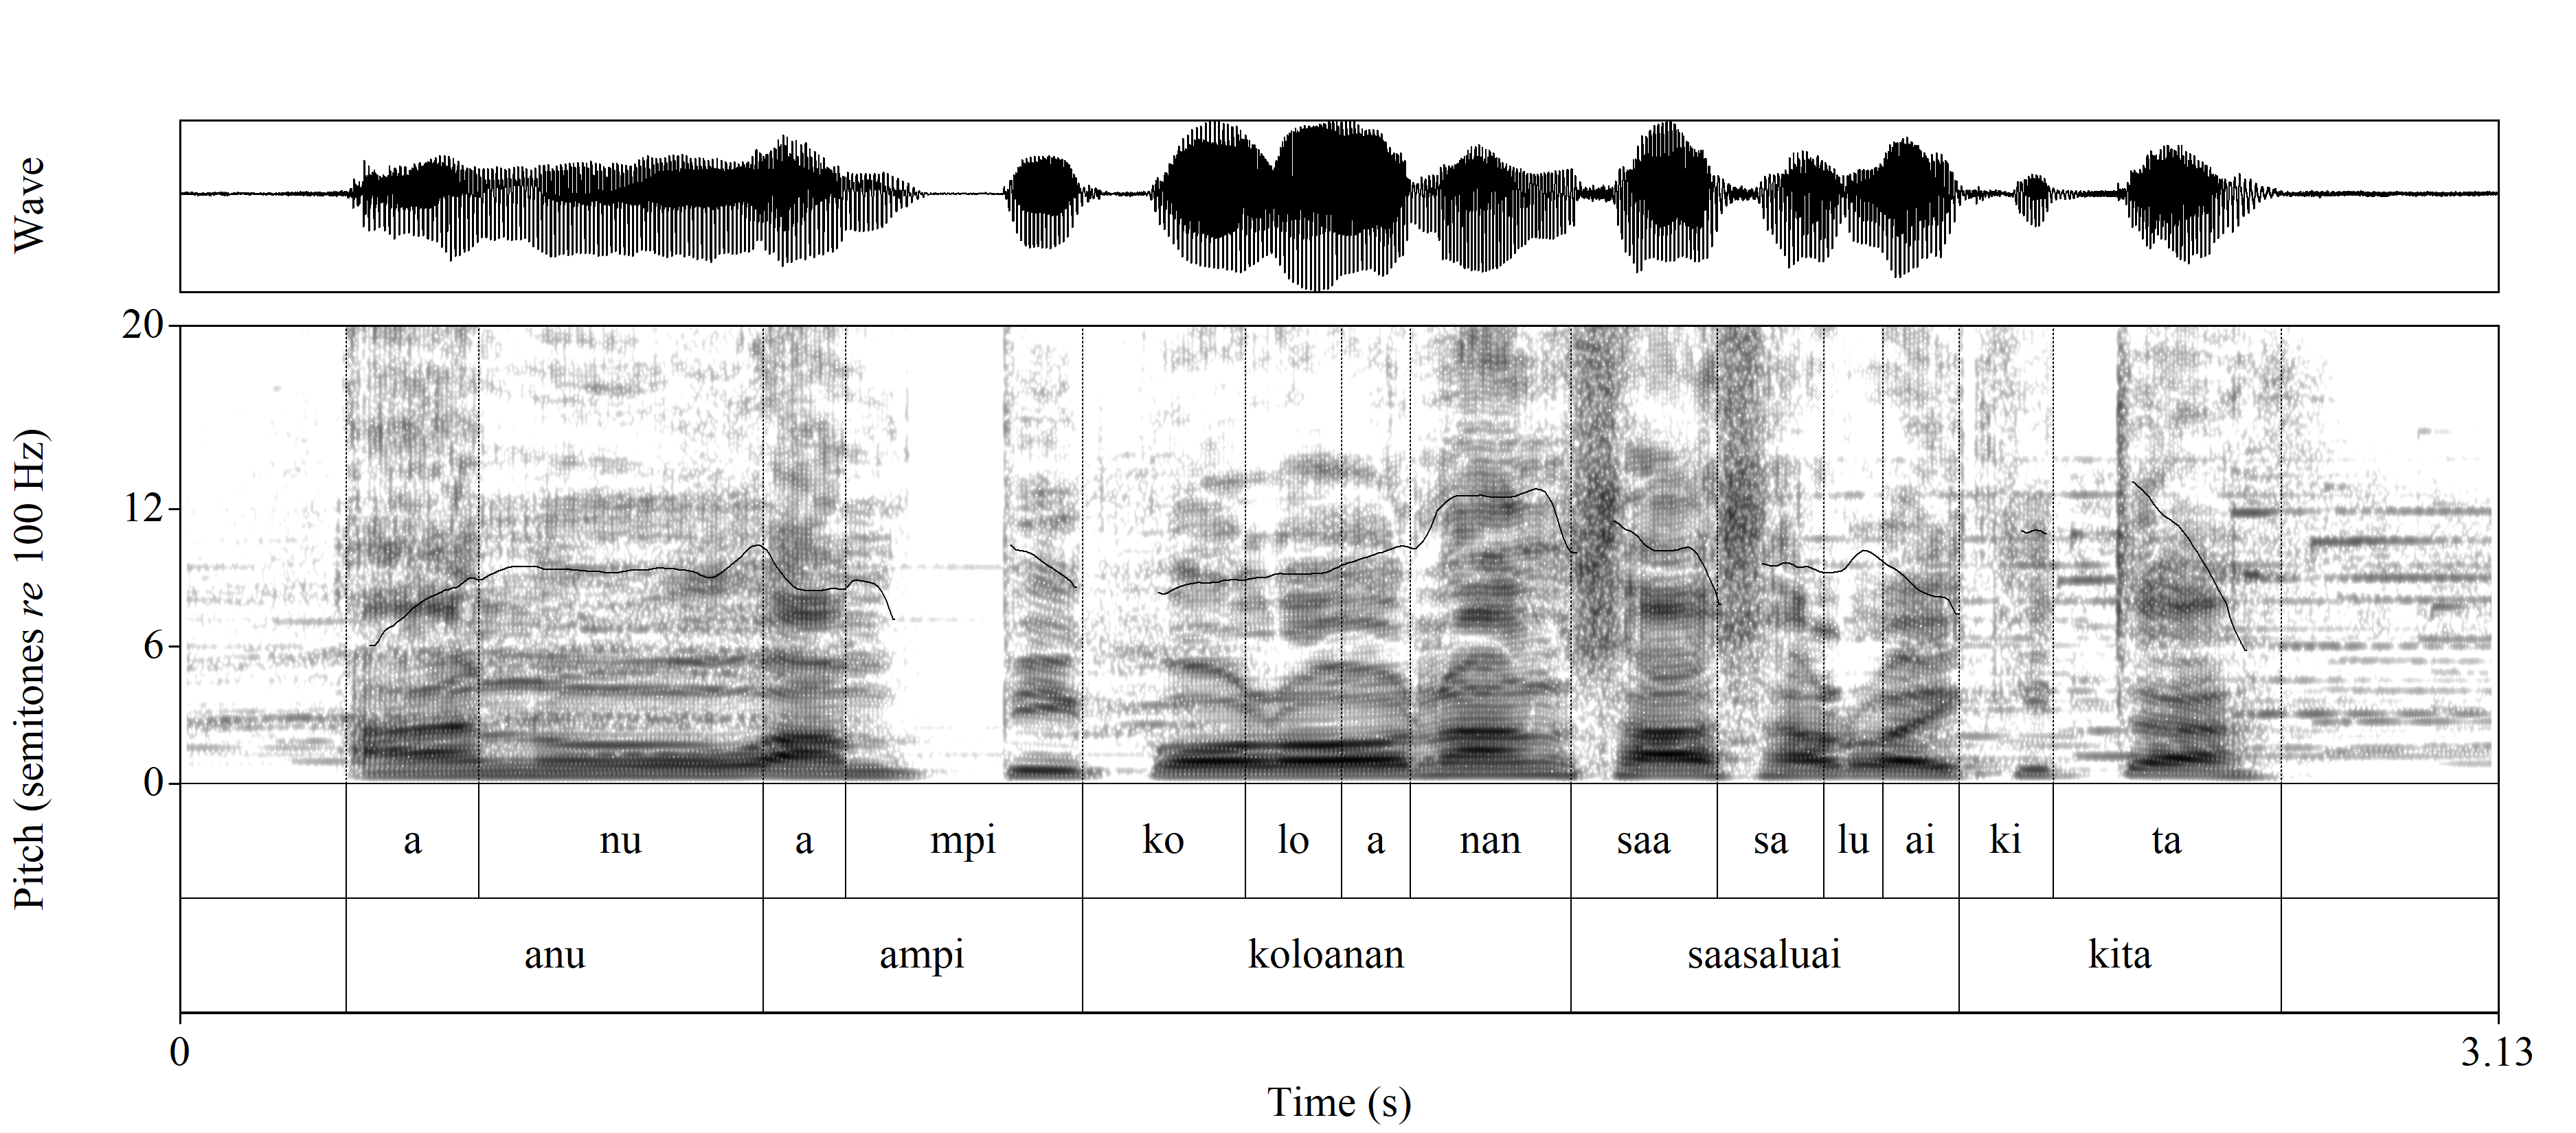 Wave
20
12
6
0
Pitch (semitones re 100 Hz)
a nu a mpi ko lo a nan saa sa lu ai ki ta
anu ampi koloanan saasaluai kita
0 3.13
Time (s)